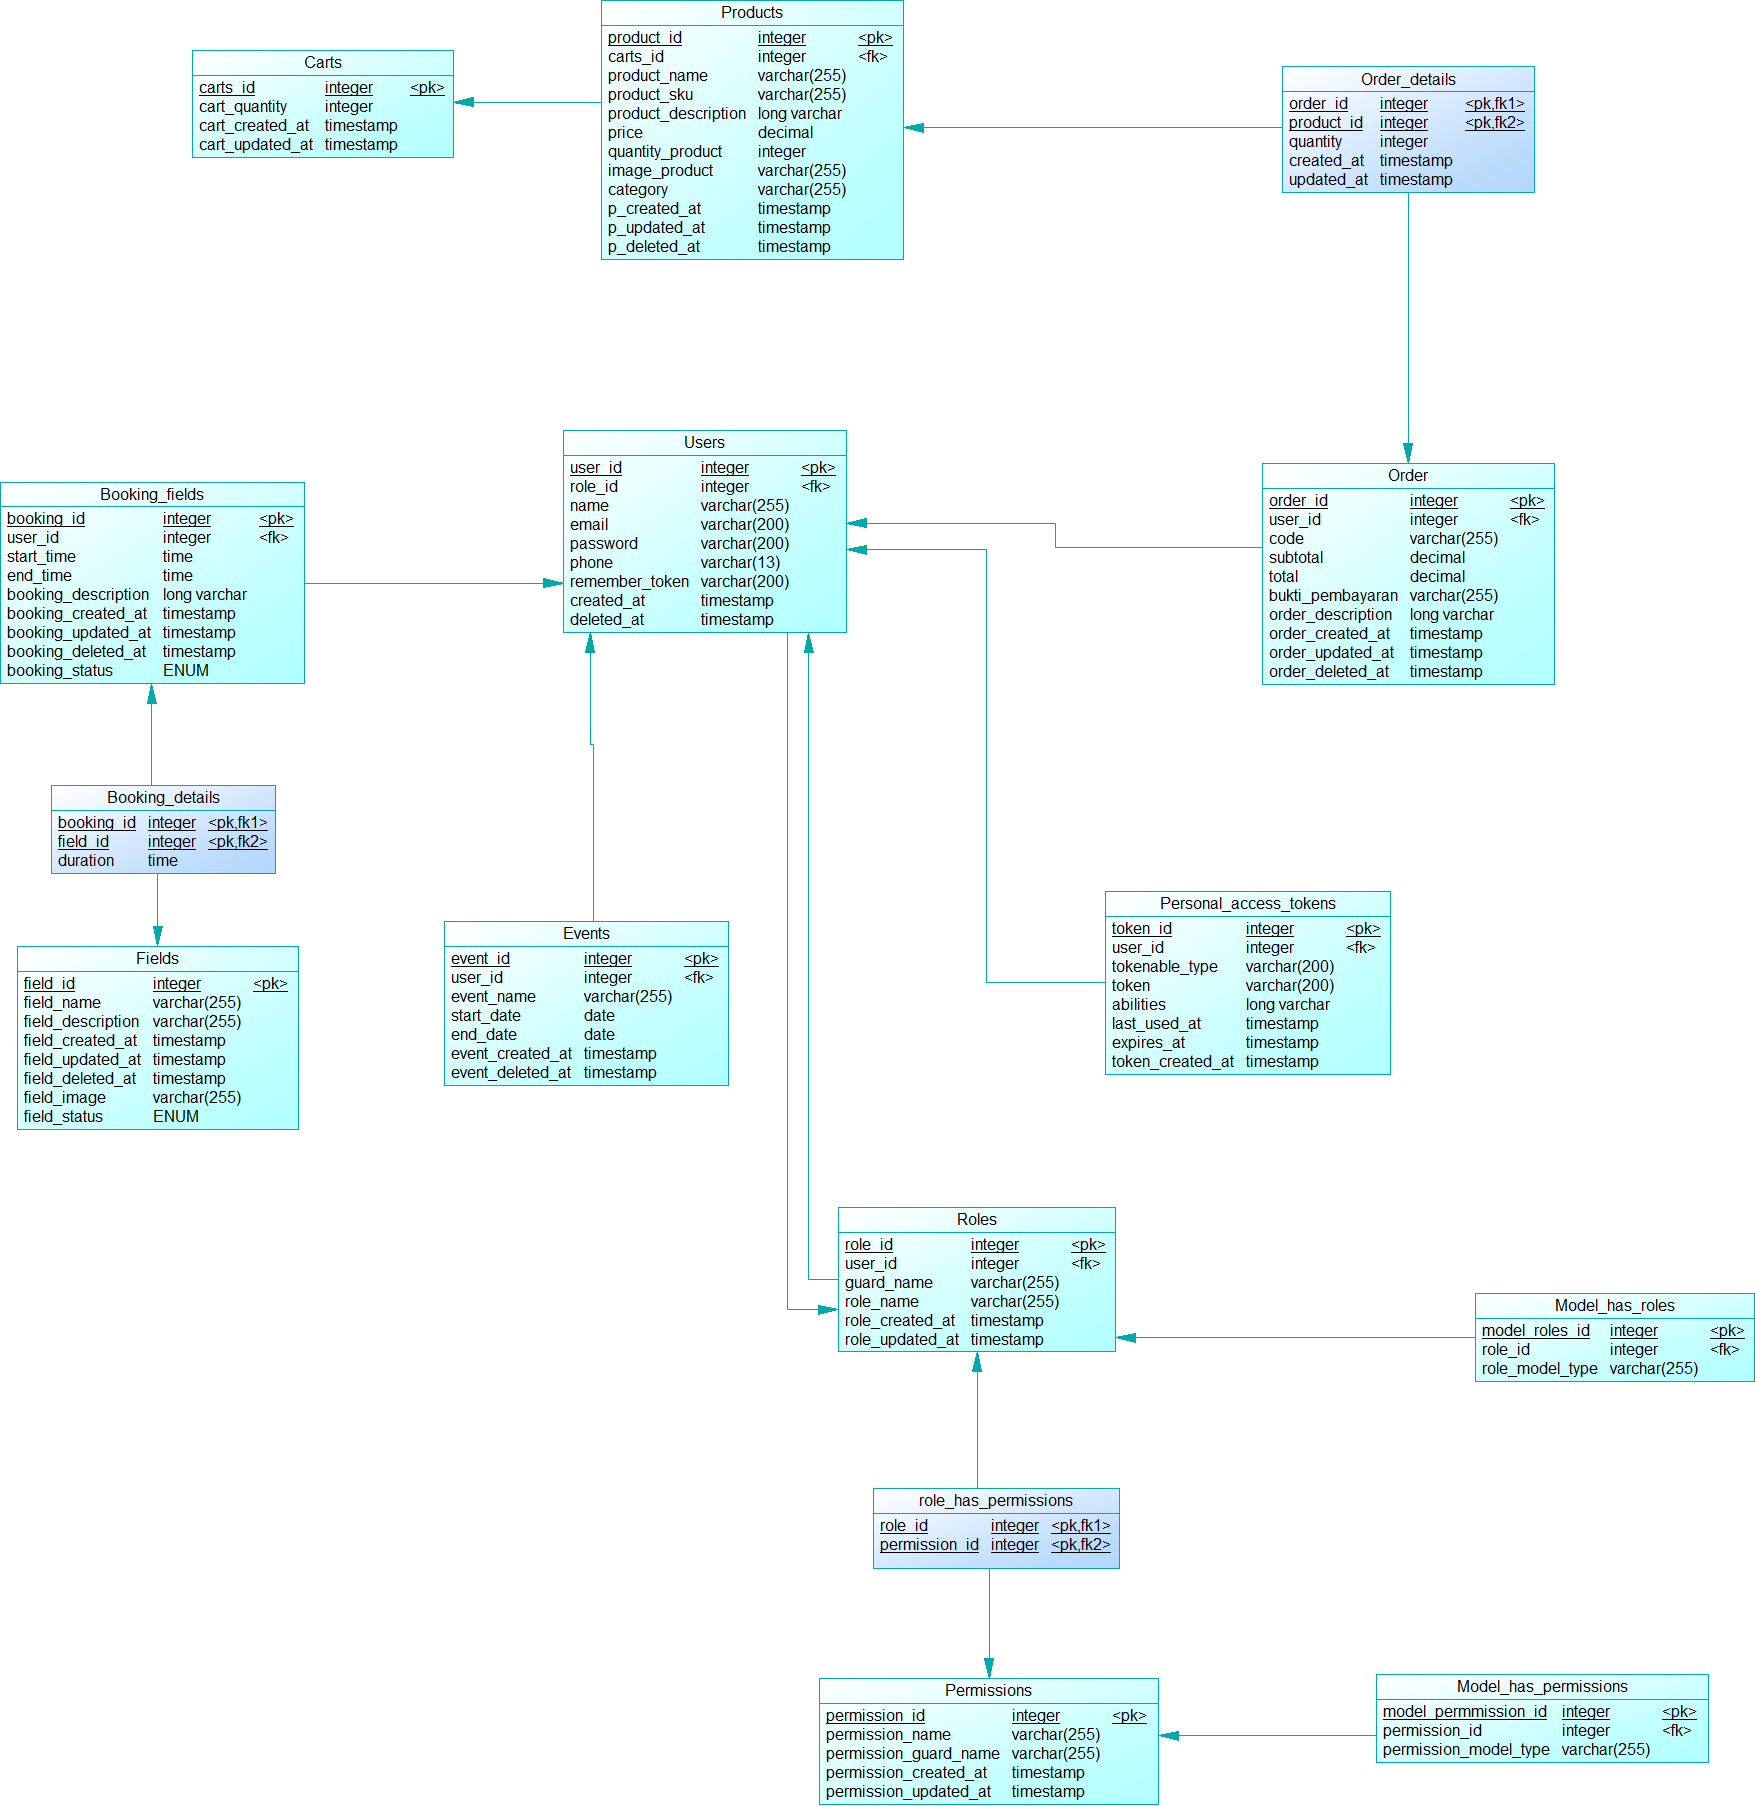 Products
product_id integer <pk>
carts_id integer <fk>
product_name varchar(255)
product_sku varchar(255)
product_description long varchar
price decimal
quantity_product integer
image_product varchar(255)
category varchar(255)
p_created_at timestamp
p_updated_at timestamp
p_deleted_at timestamp
Carts
carts_id integer <pk>
cart_quantity integer
cart_created_at timestamp
cart_updated_at timestamp
Order_details
order_id integer <pk,fk1>
product_id integer <pk,fk2>
quantity integer
created_at timestamp
updated_at timestamp
Users
user_id integer <pk>
role_id integer <fk>
name varchar(255)
email varchar(200)
password varchar(200)
phone varchar(13)
remember_token varchar(200)
created_at timestamp
deleted_at timestamp
Order
order_id integer <pk>
user_id integer <fk>
code varchar(255)
subtotal decimal
total decimal
bukti_pembayaran varchar(255)
order_description long varchar
order_created_at timestamp
order_updated_at timestamp
order_deleted_at timestamp
Booking_fields
booking_id integer <pk>
user_id integer <fk>
start_time time
end_time time
booking_description long varchar
booking_created_at timestamp
booking_updated_at timestamp
booking_deleted_at timestamp
booking_status ENUM
Booking_details
booking_id integer <pk,fk1>
field_id integer <pk,fk2>
duration time
Fields
field_id integer <pk>
field_name varchar(255)
field_description varchar(255)
field_created_at timestamp
field_updated_at timestamp
field_deleted_at timestamp
field_image varchar(255)
field_status ENUM
Events
event_id integer <pk>
user_id integer <fk>
event_name varchar(255)
start_date date
end_date date
event_created_at timestamp
event_deleted_at timestamp
Personal_access_tokens
token_id integer <pk>
user_id integer <fk>
tokenable_type varchar(200)
token varchar(200)
abilities long varchar
last_used_at timestamp
expires_at timestamp
token_created_at timestamp
Roles
role_id integer <pk>
user_id integer <fk>
guard_name varchar(255)
role_name varchar(255)
role_created_at timestamp
role_updated_at timestamp
Model_has_roles
model_roles_id integer <pk>
role_id integer <fk>
role_model_type varchar(255)
role_has_permissions
role_id integer <pk,fk1>
permission_id integer <pk,fk2>
Permissions
permission_id integer <pk>
permission_name varchar(255)
permission_guard_name varchar(255)
permission_created_at timestamp
permission_updated_at timestamp
Model_has_permissions
model_permmission_id integer <pk>
permission_id integer <fk>
permission_model_type varchar(255)